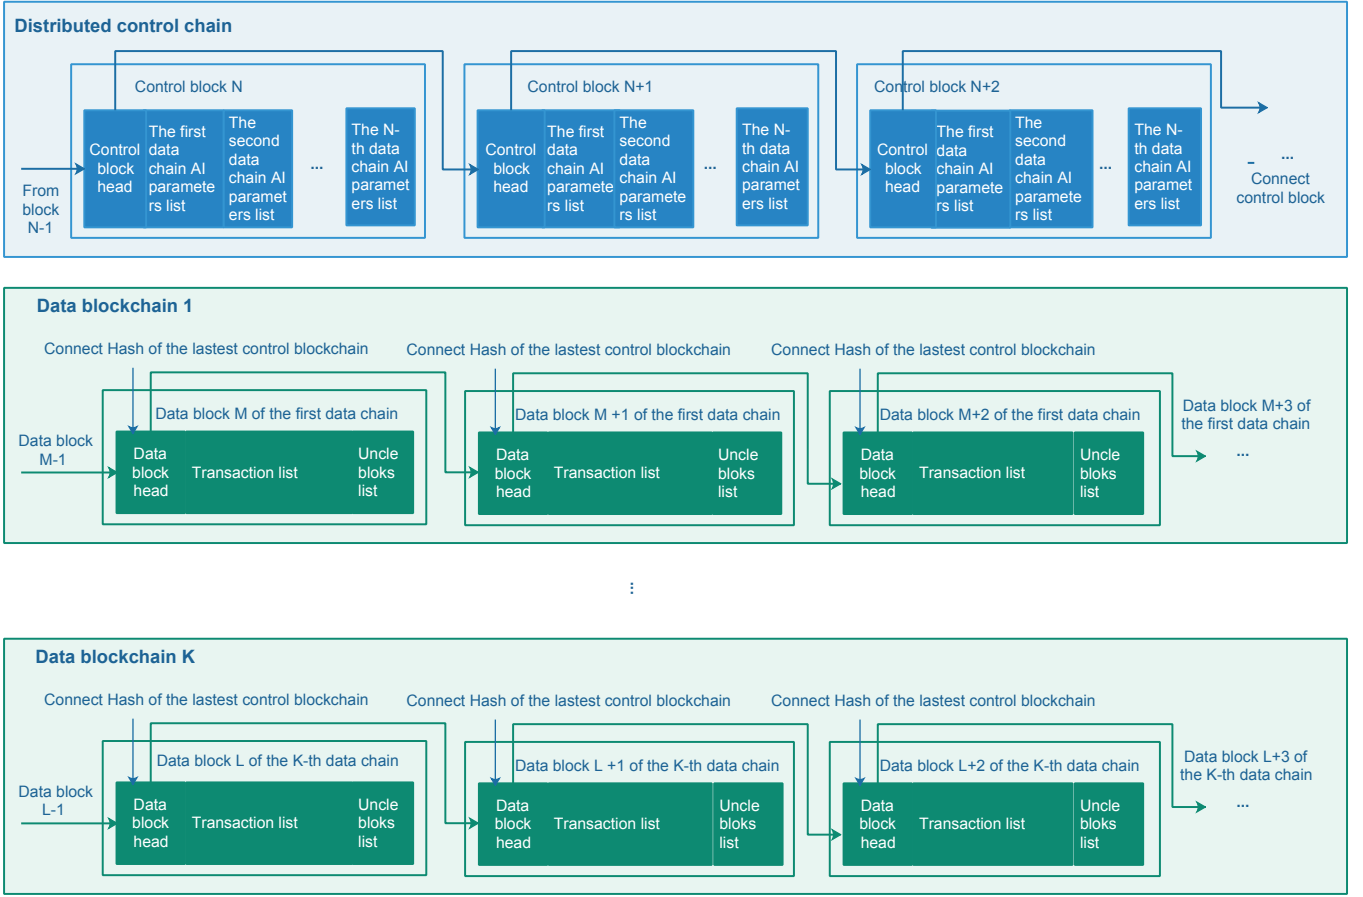 Distributed control chain
Control block N
Control block N+1
Control block N+2
From
block
N-1
Control
block
head
The first
data
chain AI
paramete
rs list
The
second
data
chain AI
paramet
ers list
...
The N-
th data
chain AI
paramet
ers list
Control
block
head
The first
data
chain AI
paramete
rs list
The
second
data
chain AI
paramete
rs list
...
The N-
th data
chain AI
paramet
ers list
Control
block
head
The first
data
chain AI
paramete
rs list
The
second
data
chain AI
paramete
rs list
...
The N-
th data
chain AI
paramet
ers list
...
Connect
control block
Data blockchain 1
Connect Hash of the lastest control blockchain
Connect Hash of the lastest control blockchain
Connect Hash of the lastest control blockchain
Data block M of the first data chain
Data block M +1 of the first data chain
Data block M+2 of the first data chain
Data block M+3 of
the first data chain
...
Data block
M-1
Data
block
head
Transaction list
Uncle
bloks
list
Data
block
head
Transaction list
Uncle
bloks
list
Data
block
head
Transaction list
Uncle
bloks
list
...
Data blockchain K
Connect Hash of the lastest control blockchain
Connect Hash of the lastest control blockchain
Connect Hash of the lastest control blockchain
Data block L of the K-th data chain
Data block L +1 of the K-th data chain
Data block L+2 of the K-th data chain
Data block L+3 of
the K-th data chain
...
Data block
L-1
Data
block
head
Transaction list
Uncle
bloks
list
Data
block
head
Transaction list
Uncle
bloks
list
Data
block
head
Transaction list
Uncle
bloks
list